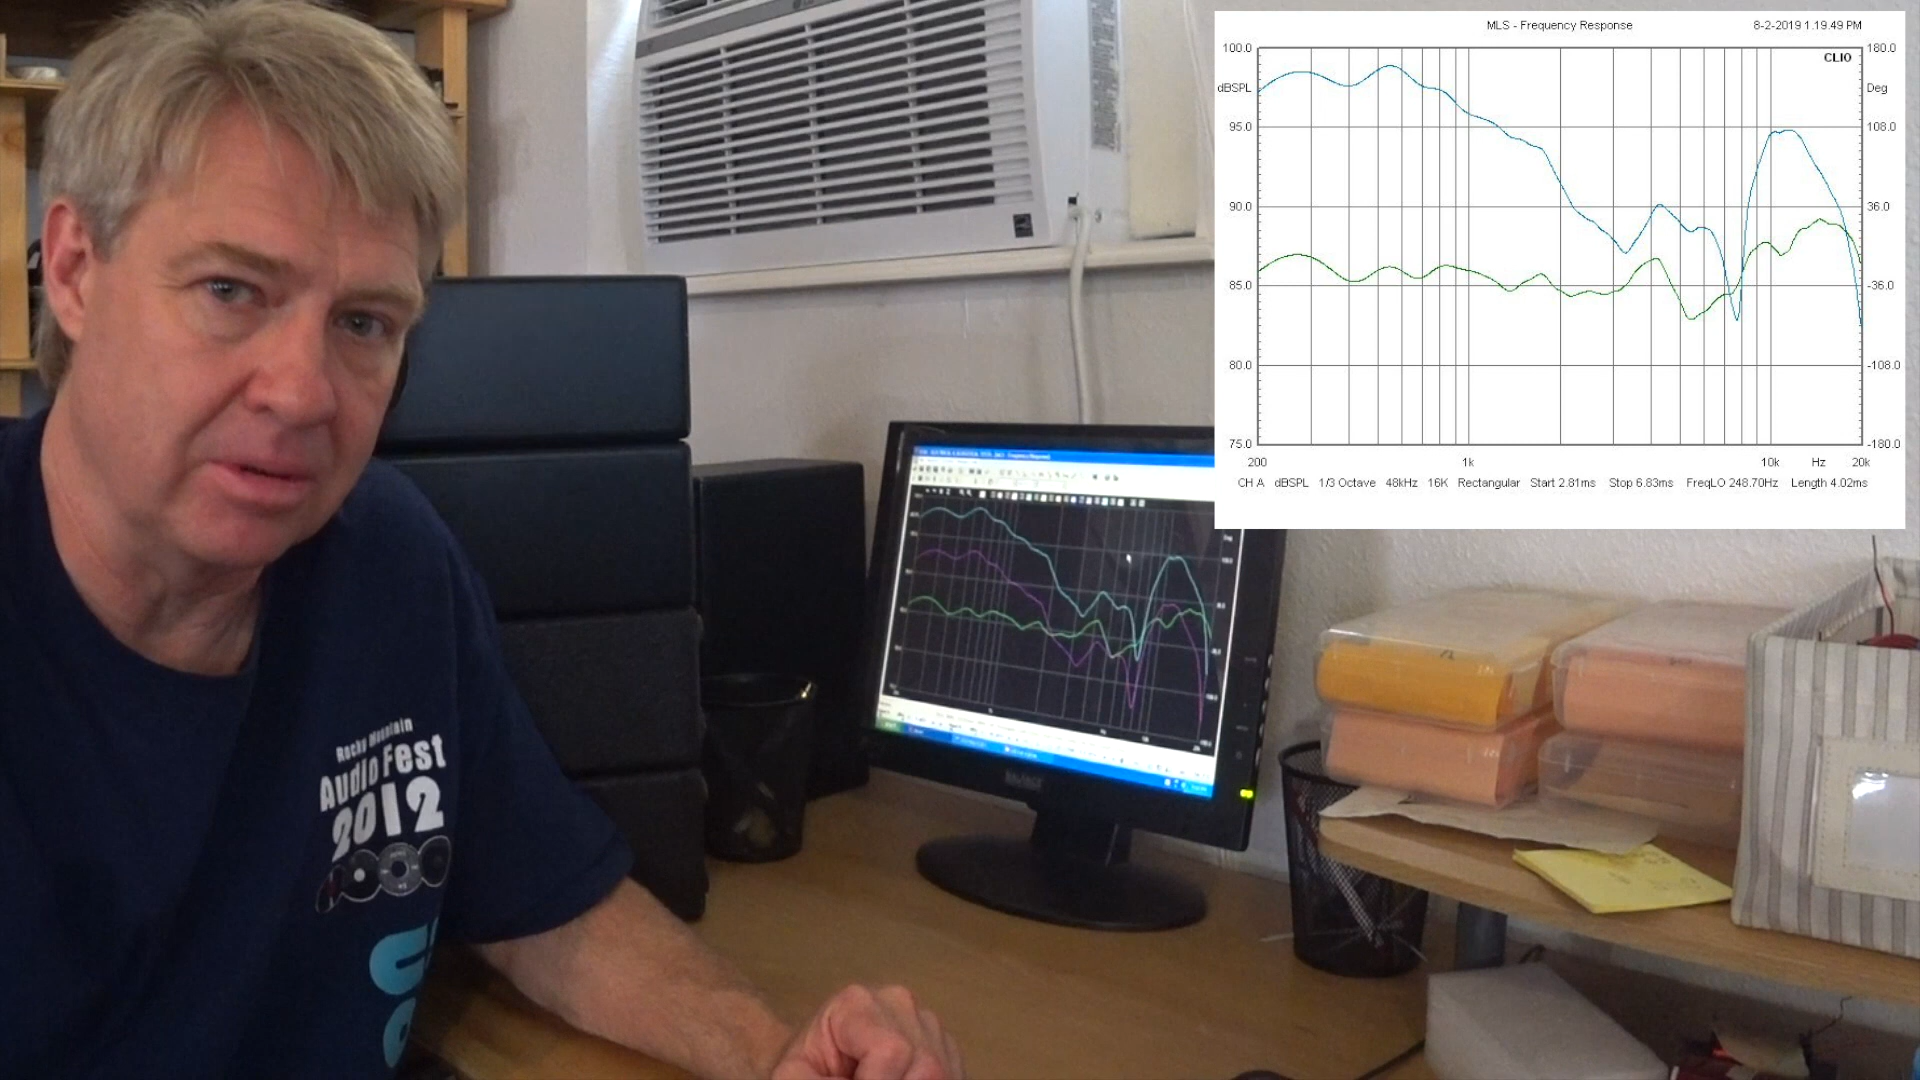 MLS - Frequency Response 8-2-2019 1.19.49 PM
100.0 180.0
CLIO
dBSPL Deg
95.0 108.0
90.0 36.0
85.0 -36.0
80.0 -108.0
75.0 -180.0
200 1k 10k Hz 20k
CH A dBSPL 1/3 Octave 48kHz 16K Rectangular Start 2.81ms Stop 6.83ms FreqLO 248.70Hz Length 4.02ms
Rocky Mountain
Audio Fest
2012